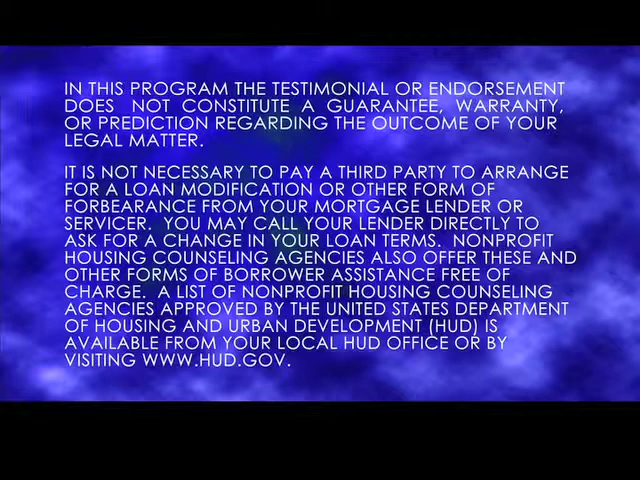 IN THIS PROGRAM THE TESTIMONIAL OR ENDORSEMENT
DOES NOT CONSTITUTE A GUARANTEE, WARRANTY,
OR PREDICTION REGARDING THE OUTCOME OF YOUR
LEGAL MATTER.
IT IS NOT NECESSARY TO PAY A THIRD PARTY TO ARRANGE
FOR A LOAN MODIFICATION OR OTHER FORM OF
FORBEARANCE FROM YOUR MORTGAGE LENDER OR
SERVICER. YOU MAY CALL YOUR LENDER DIRECTLY TO
ASK FOR A CHANGE IN YOUR LOAN TERMS. NONPROFIT
HOUSING COUNSELING AGENCIES ALSO OFFER THESE AND
OTHER FORMS OF BORROWER ASSISTANCE FREE OF
CHARGE. A LIST OF NONPROFIT HOUSING COUNSELING
AGENCIES APPROVED BY THE UNITED STATES DEPARTMENT
OF HOUSING AND URBAN DEVELOPMENT (HUD) IS
AVAILABLE FROM YOUR LOCAL HUD OFFICE OR BY
VISITING WWW.HUD.GOV.